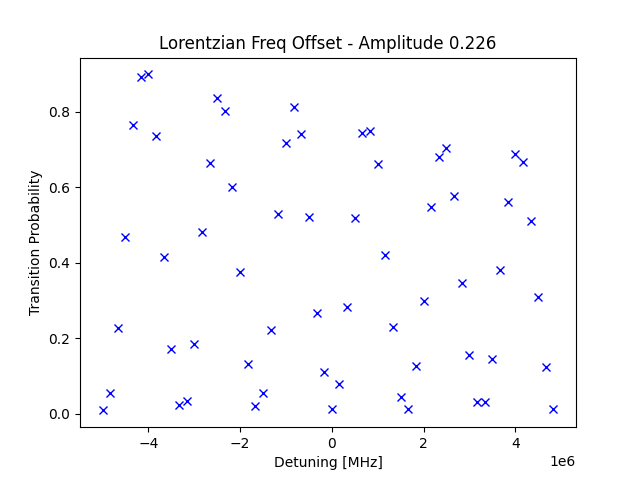 Lorentzian Freq Offset - Amplitude 0.226
Transition Probability
0.8
0.6
0.4
0.2
0.0
−4
−2
0
2
4
1e6
Detuning [MHz]